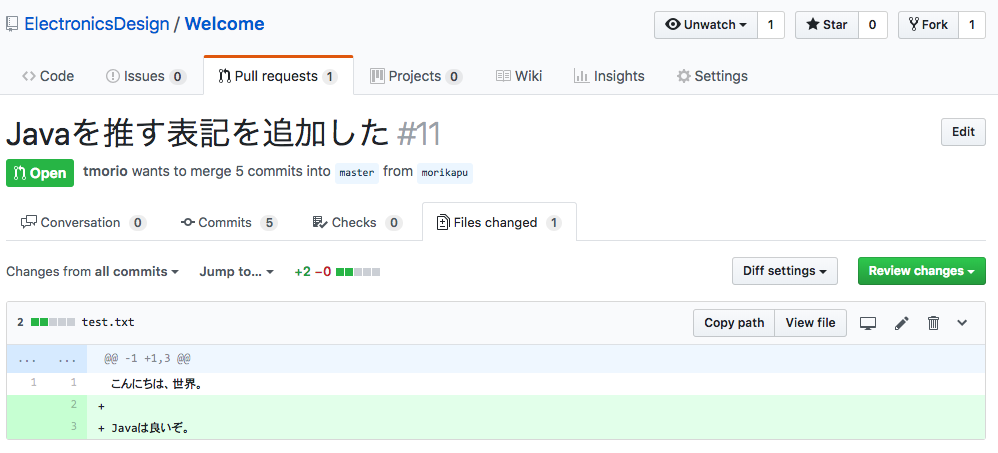 ElectronicsDesign / Welcome Unwatch 1 Star 0 Fork 1
Code Issues 0 Pull requests 1 Projects 0 Wiki Insights Settings
Javaを推す表記を追加した #11 Edit
Open tmorio wants to merge 5 commits into master from morikapu
Conversation 0 Commits 5 Checks 0 Files changed 1
Changes from all commits Jump to... +2 −0 Diff settings Review changes
2 test.txt Copy path View file
... ... @@ -1 +1,3 @@
1 1 こんにちは、世界。
2 +
3 + Javaは良いぞ。